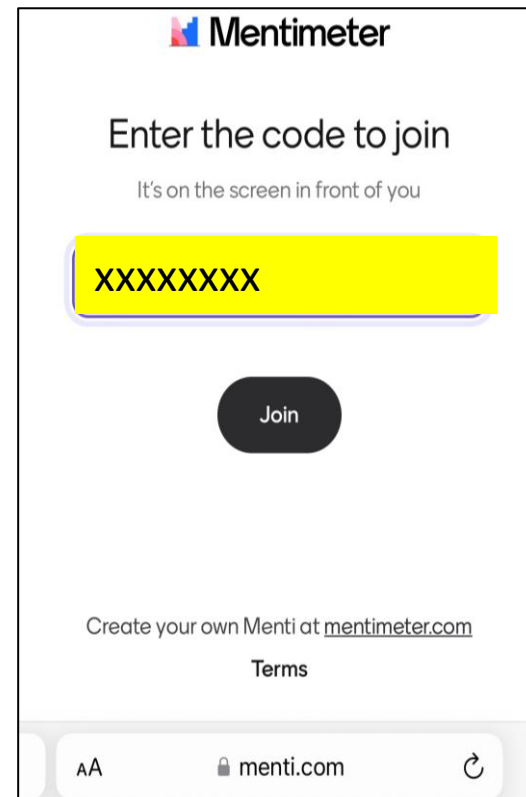 Mentimeter
Enter the code to join
It's on the screen in front of you
xxxxxxxx
Join
Create your own Menti at mentimeter.com
Terms
AA menti.com